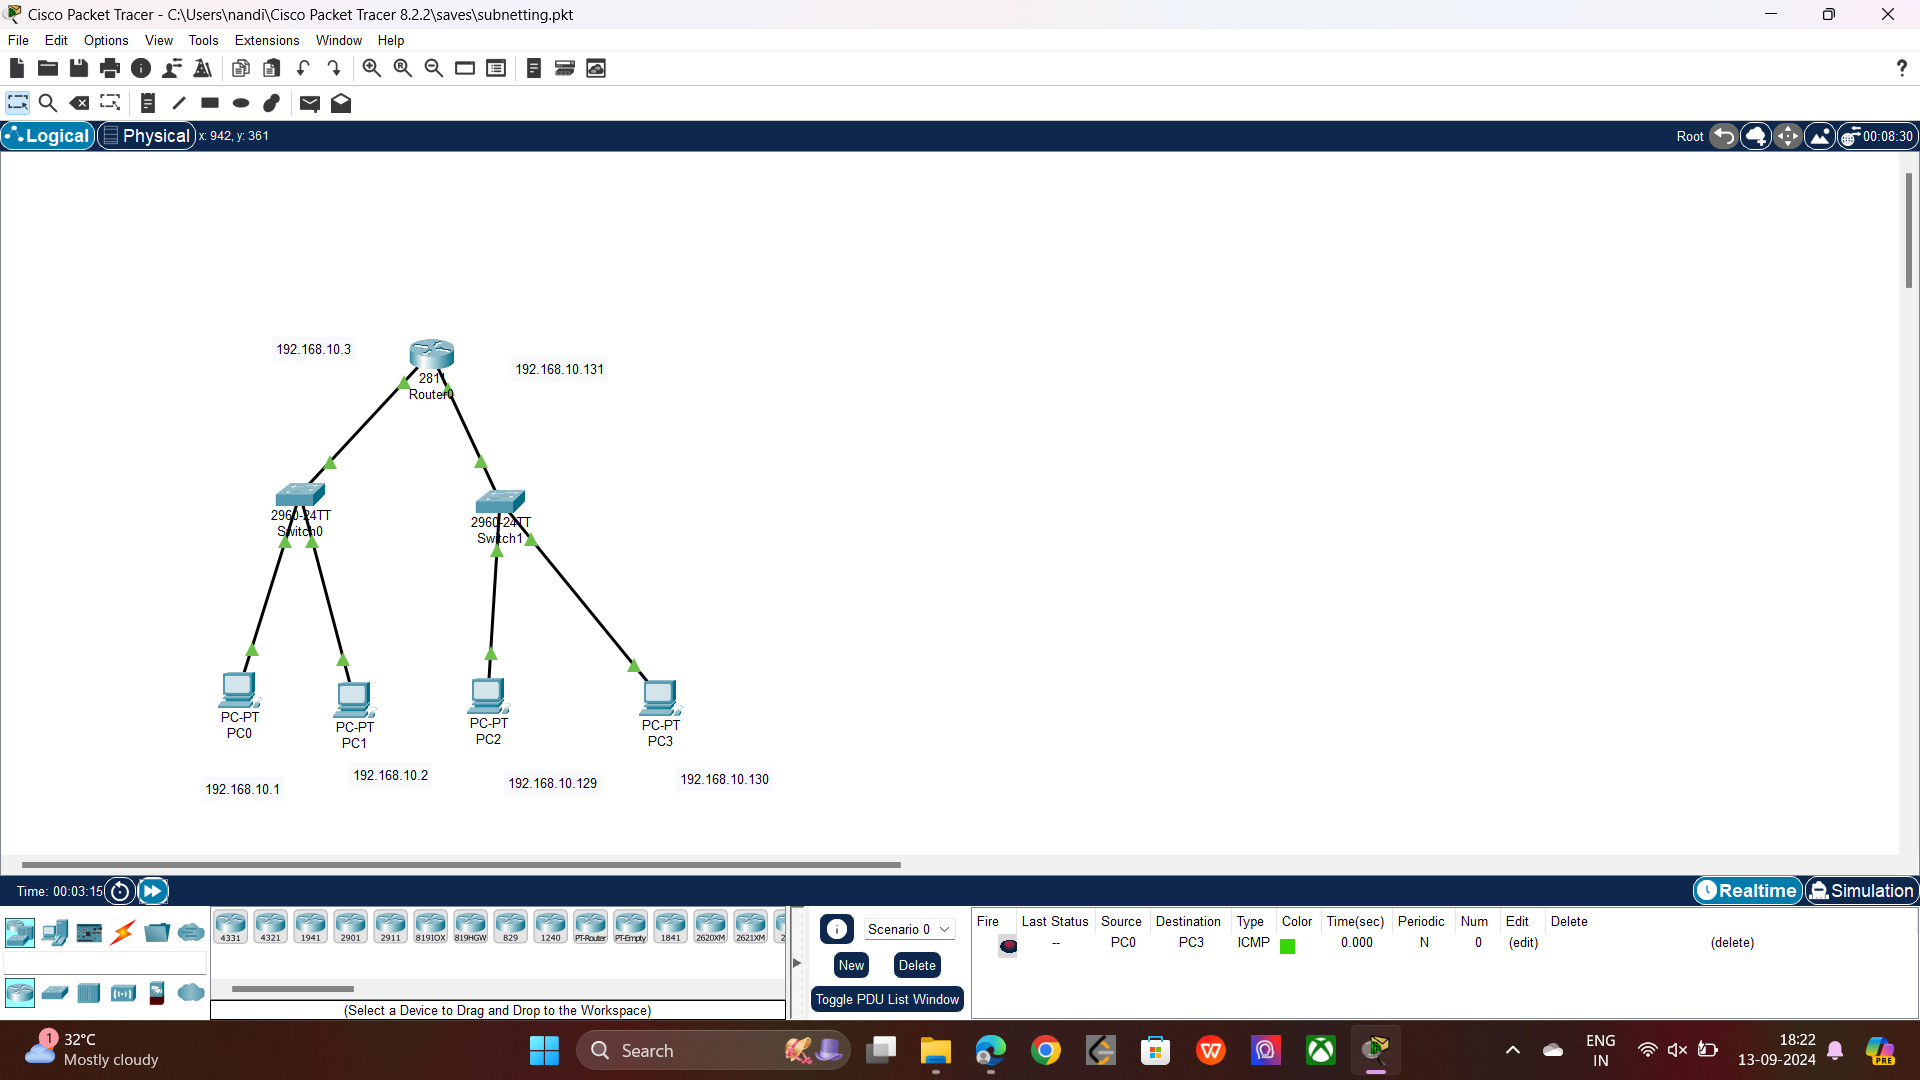 Cisco Packet Tracer - C:\Users\nandi\Cisco Packet Tracer 8.2.2\saves\subnetting.pkt
File Edit Options View Tools Extensions Window Help
?
Logical Physical x: 942, y: 361 Root 00:08:30
192.168.10.3
192.168.10.131
2811
Router0
2960-24TT
Switch0
2960-24TT
Switch1
PC-PT
PC0
PC-PT
PC1
PC-PT
PC2
PC-PT
PC3
192.168.10.1
192.168.10.2
192.168.10.129
192.168.10.130
Time: 00:03:15 Realtime Simulation
4331 4321 1941 2901 2911 819IOX 819HGW 829 1240 PT-Router PT-Empty 1841 2620XM 2621XM 2
(Select a Device to Drag and Drop to the Workspace)
Scenario 0
New Delete
Toggle PDU List Window
Fire Last Status Source Destination Type Color Time(sec) Periodic Num Edit Delete
-- PC0 PC3 ICMP 0.000 N 0 (edit) (delete)
1
32°C
Mostly cloudy
Search
ENG
IN
18:22
13-09-2024
PRE